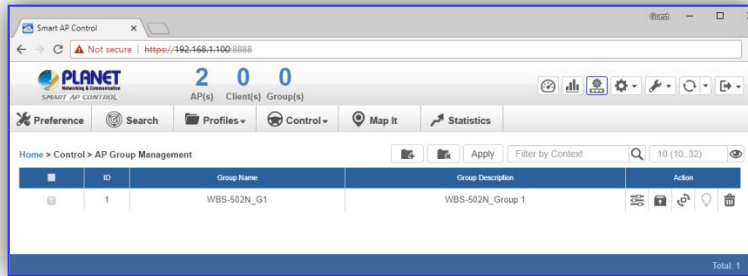 Smart AP Control
Guest
Not secure https://192.168.1.100:8888
PLANET
Networking & Communication
SMART AP CONTROL
2 0 0
AP(s) Client(s) Group(s)
Preference Search Profiles Control Map It Statistics
Home > Control > AP Group Management
Apply Filter by Context 10 (10..32)
ID Group Name Group Description Action
1 WBS-502N_G1 WBS-502N_Group 1
Total: 1